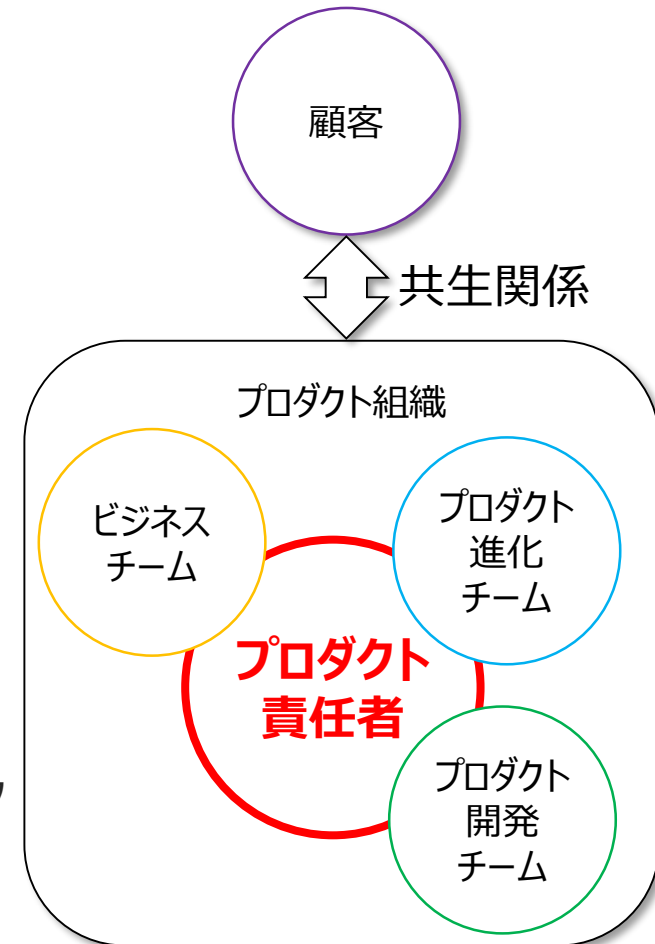 顧客
共生関係
プロダクト組織
ビジネス
チーム
プロダクト
進化
チーム
プロダクト
責任者
プロダクト
開発
チーム